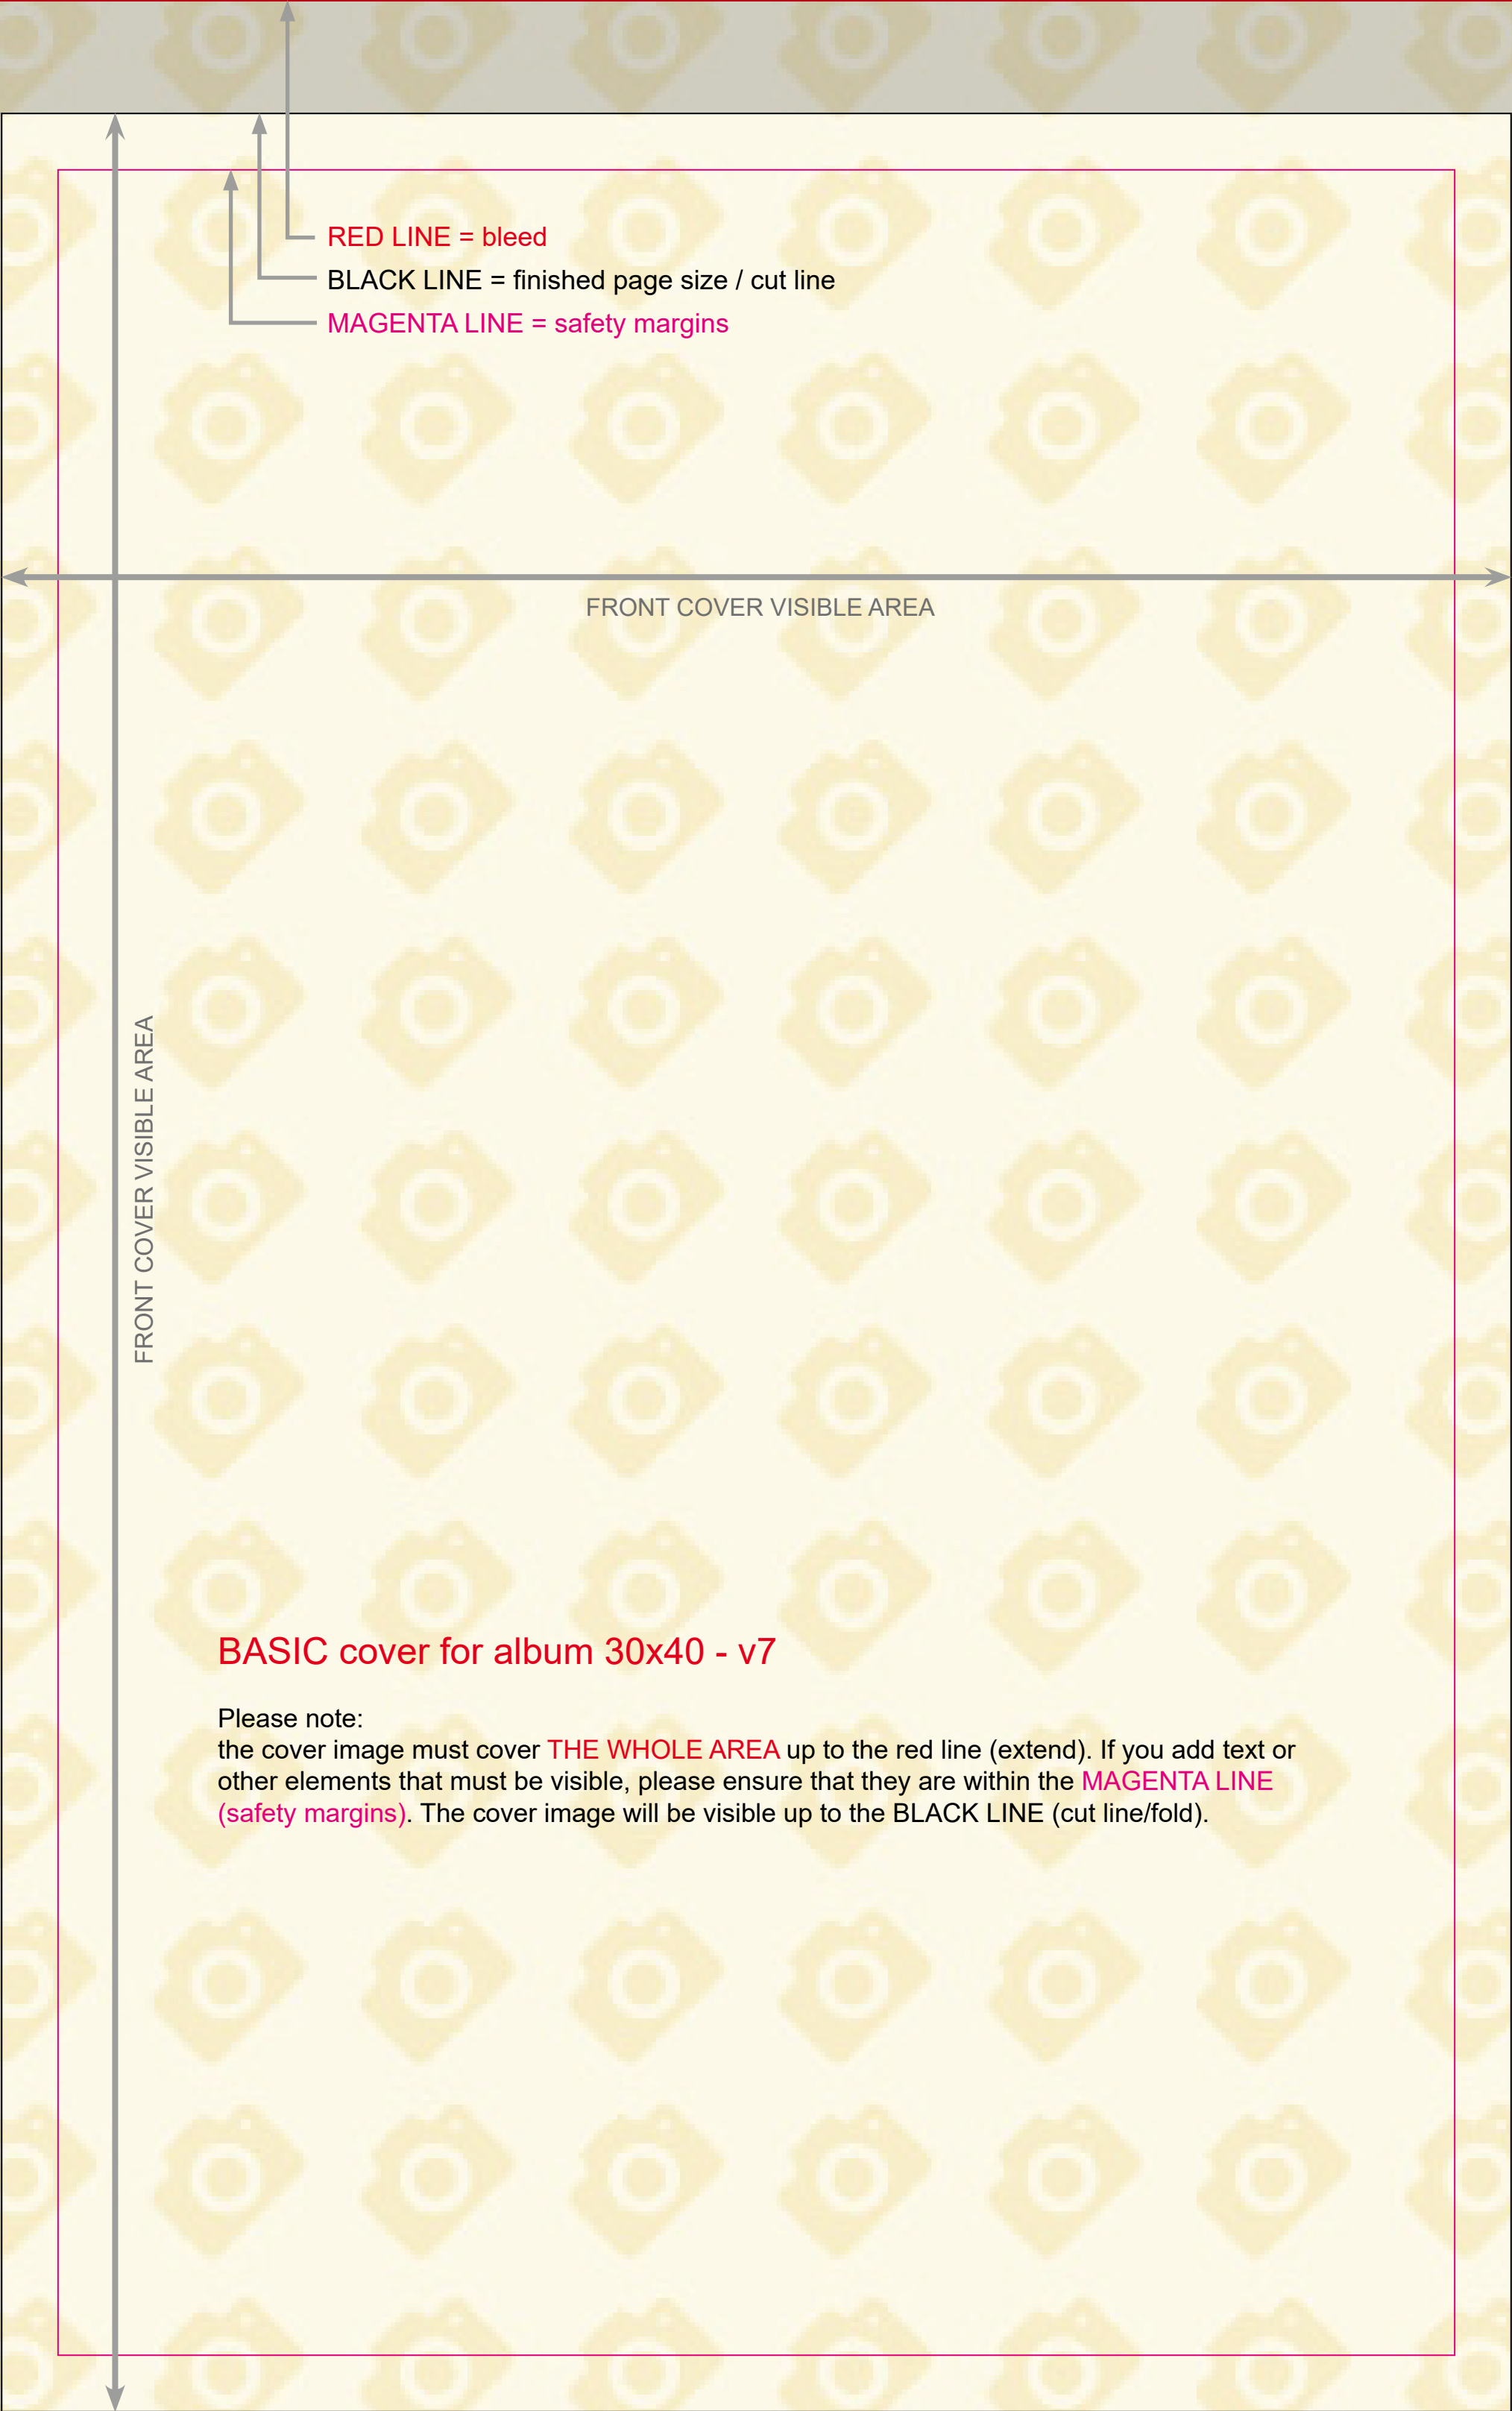 RED LINE = bleed
BLACK LINE = finished page size / cut line
MAGENTA LINE = safety margins
FRONT COVER VISIBLE AREA
FRONT COVER VISIBLE AREA
BASIC cover for album 30x40 - v7
Please note:
the cover image must cover THE WHOLE AREA up to the red line (extend). If you add text or
other elements that must be visible, please ensure that they are within the MAGENTA LINE
(safety margins). The cover image will be visible up to the BLACK LINE (cut line/fold).